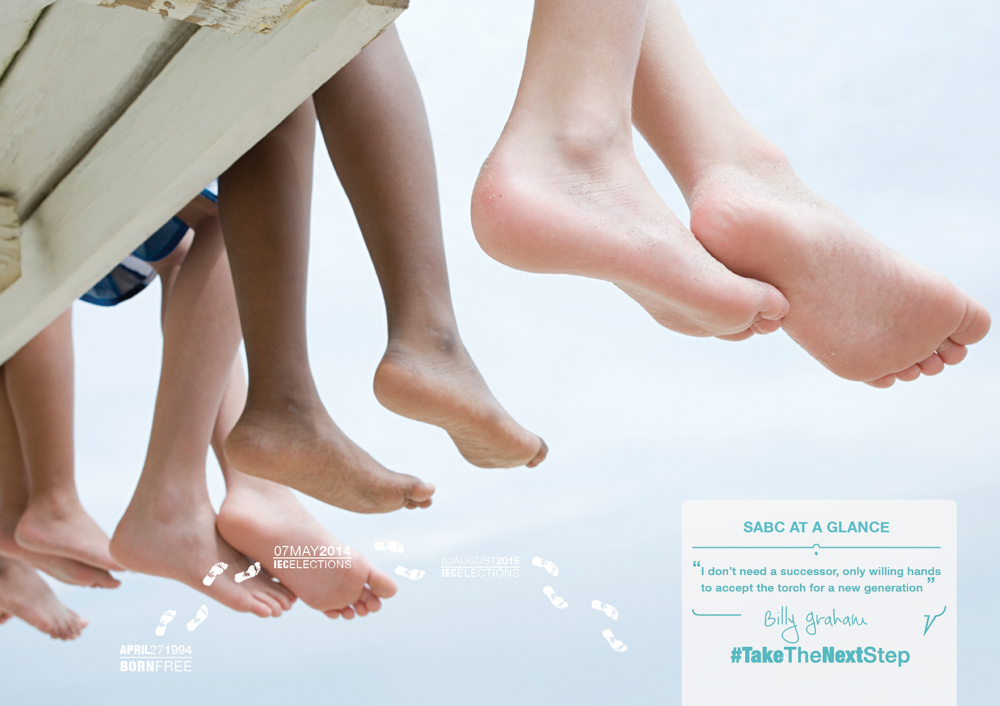 07MAY2014
IECELECTIONS
03AUGUST2016
IECELECTIONS
APRIL271994
BORNFREE
SABC AT A GLANCE
“I don’t need a successor, only willing hands
to accept the torch for a new generation ”
Billy graham
#TakeTheNextStep